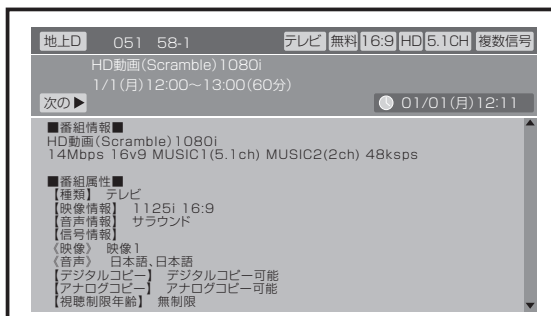 地上D 051 58-1 テレビ 無料 16:9 HD 5.1CH 複数信号
HD動画(Scramble)1080i
1/1(月)12:00〜13:00(60分)
次の▶ 01/01(月)12:11
■番組情報■
HD動画(Scramble)1080i
14Mbps 16v9 MUSIC1(5.1ch) MUSIC2(2ch) 48ksps
■番組属性■
【種類】 テレビ
【映像情報】 1125i 16:9
【音声情報】 サラウンド
【信号情報】
《映像》 映像1
《音声》 日本語、日本語
【デジタルコピー】 デジタルコピー可能
【アナログコピー】 アナログコピー可能
【視聴制限年齢】 無制限